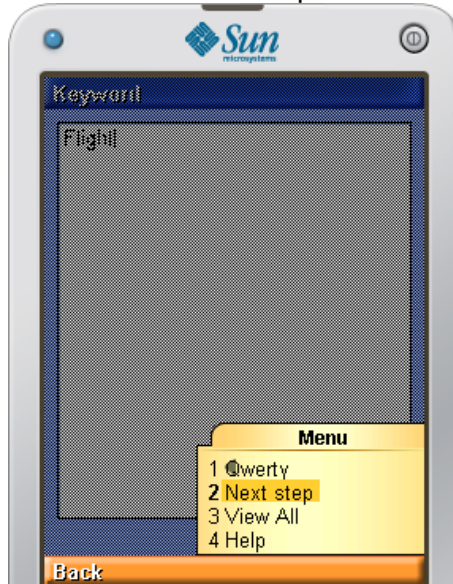 Sun
microsystems
Keyword
Flight
Menu
1 Qwerty
2 Next step
3 View All
4 Help
Back